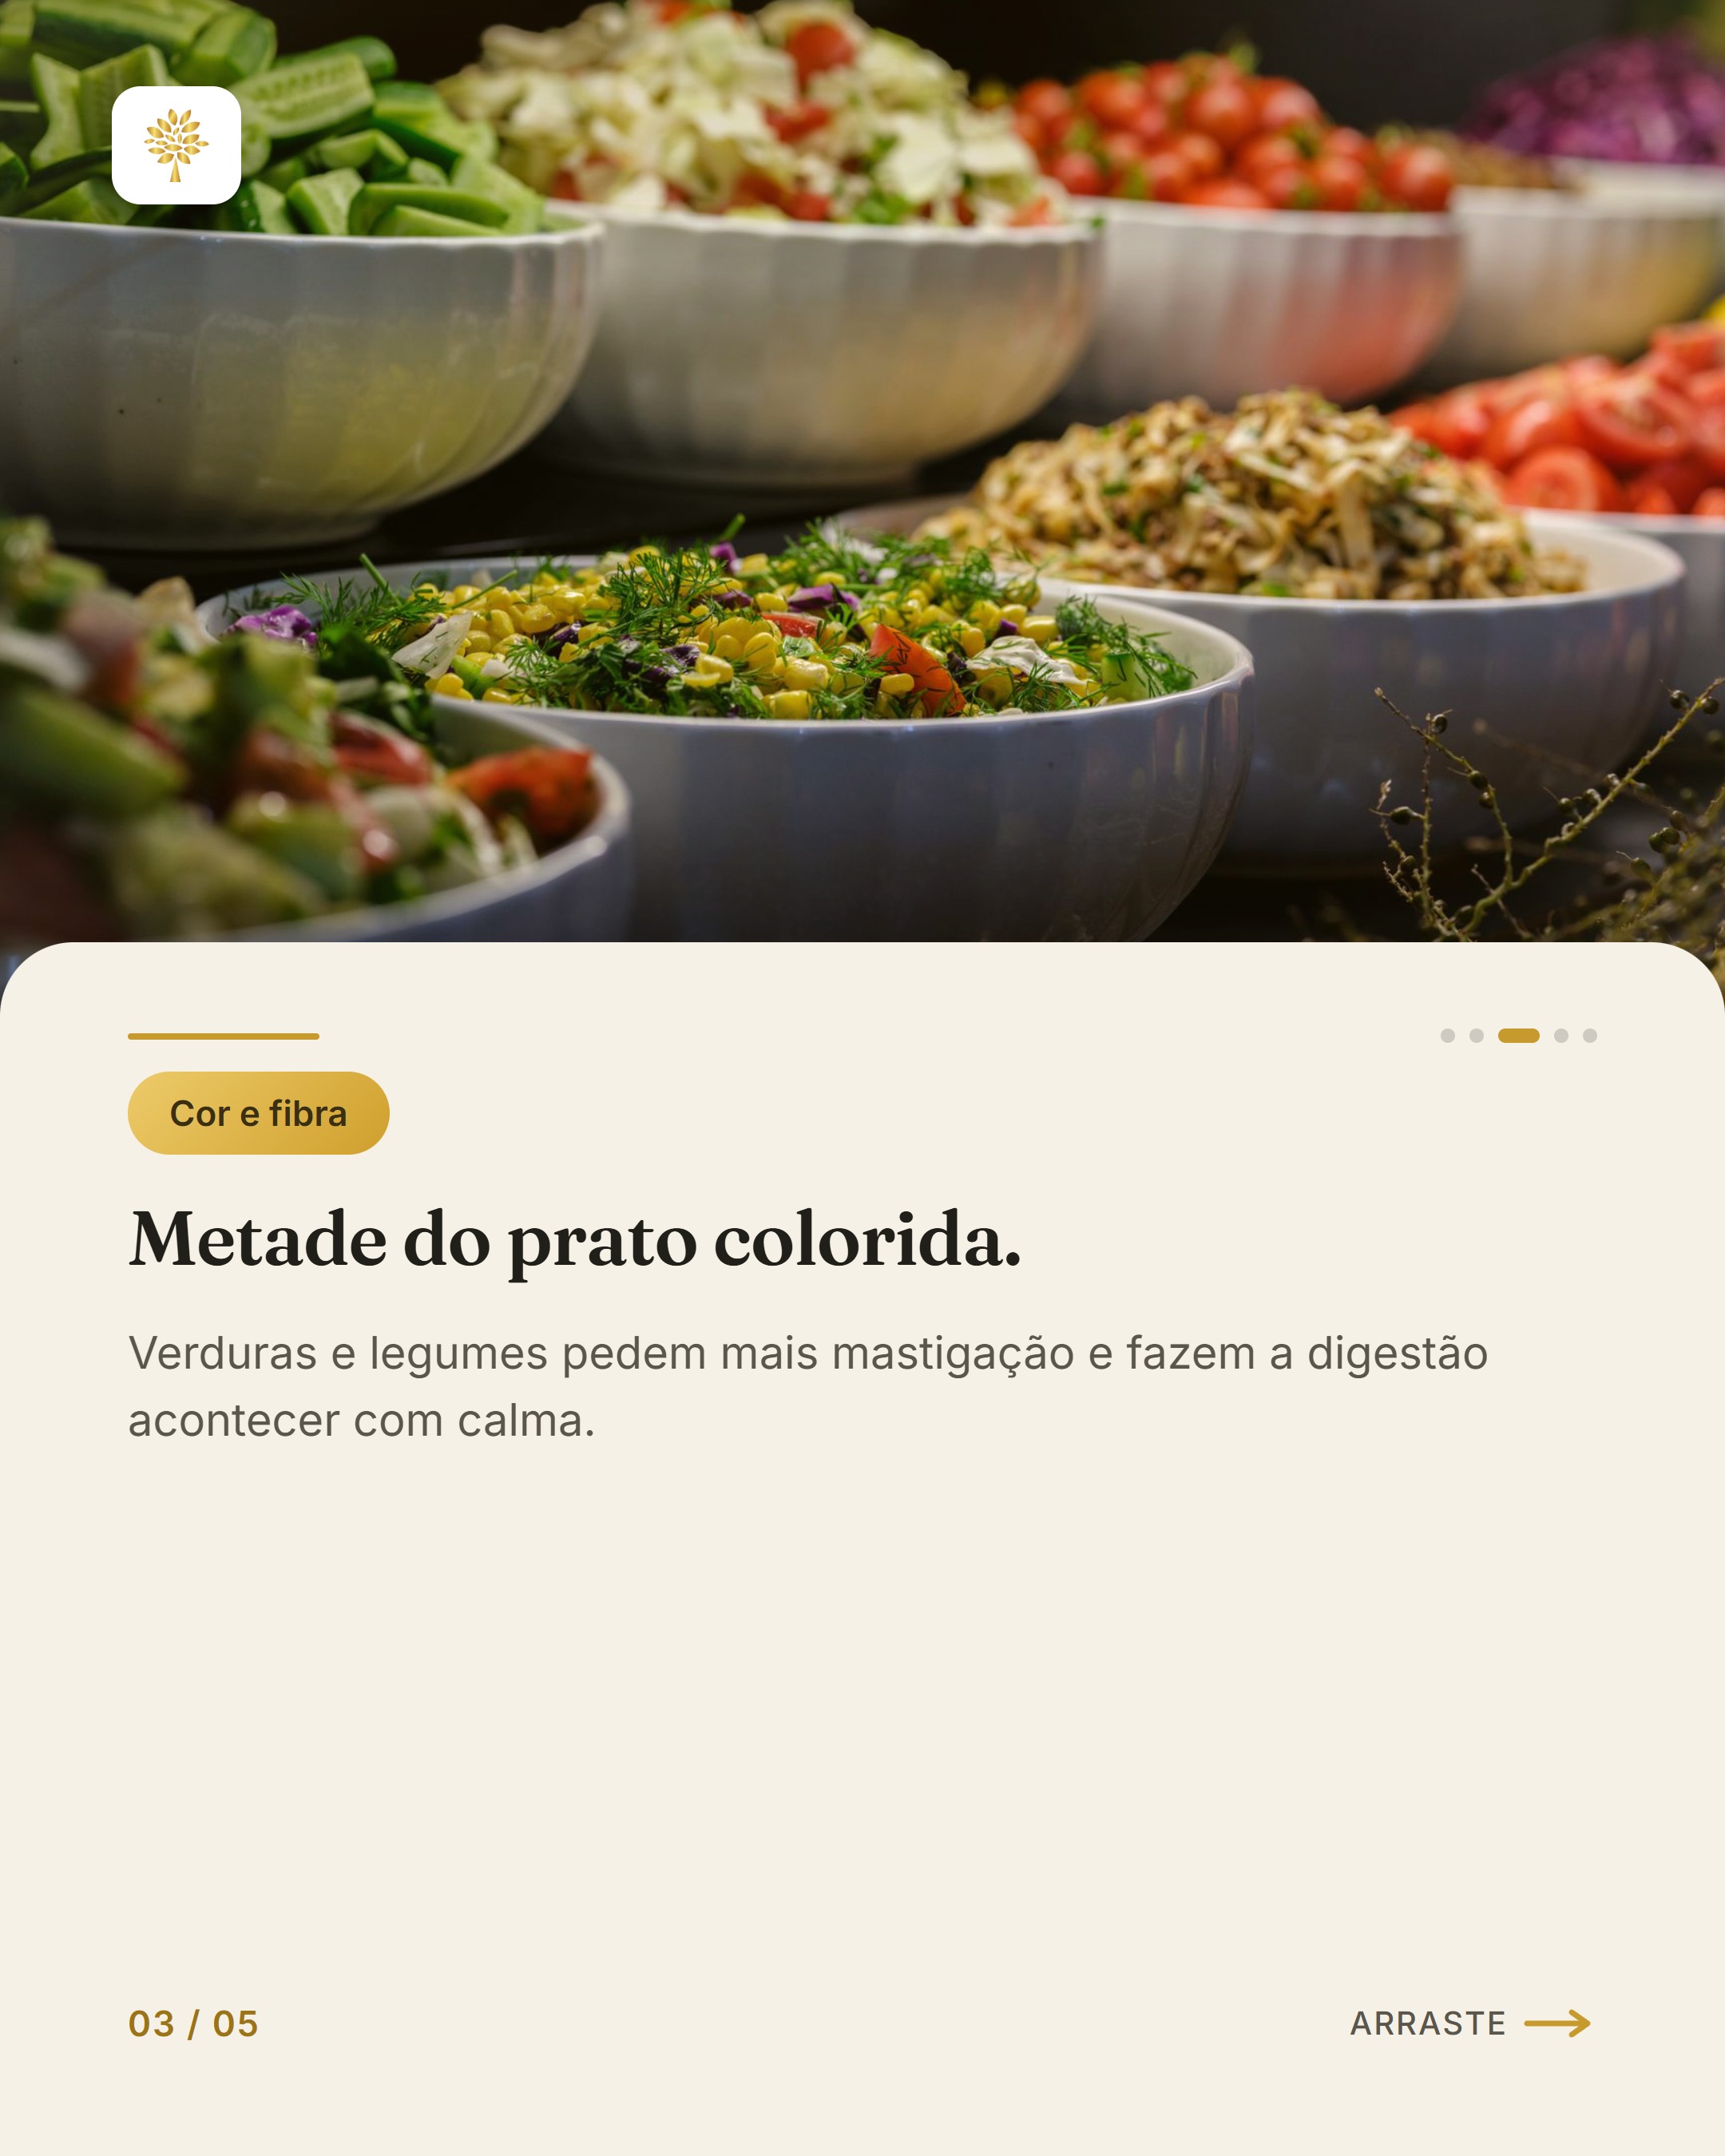 Cor e fibra
Metade do prato colorida.
Verduras e legumes pedem mais mastigação e fazem a digestão
acontecer com calma.
03 / 05
ARRASTE